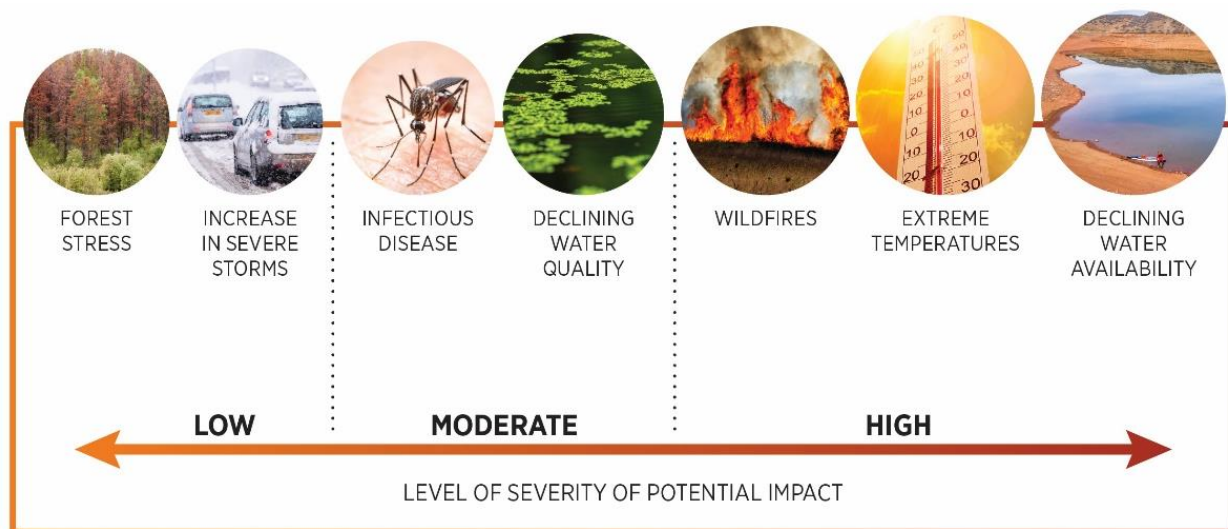 FOREST
STRESS
INCREASE
IN SEVERE
STORMS
INFECTIOUS
DISEASE
DECLINING
WATER
QUALITY
WILDFIRES
EXTREME
TEMPERATURES
DECLINING
WATER
AVAILABILITY
LOW
MODERATE
HIGH
LEVEL OF SEVERITY OF POTENTIAL IMPACT